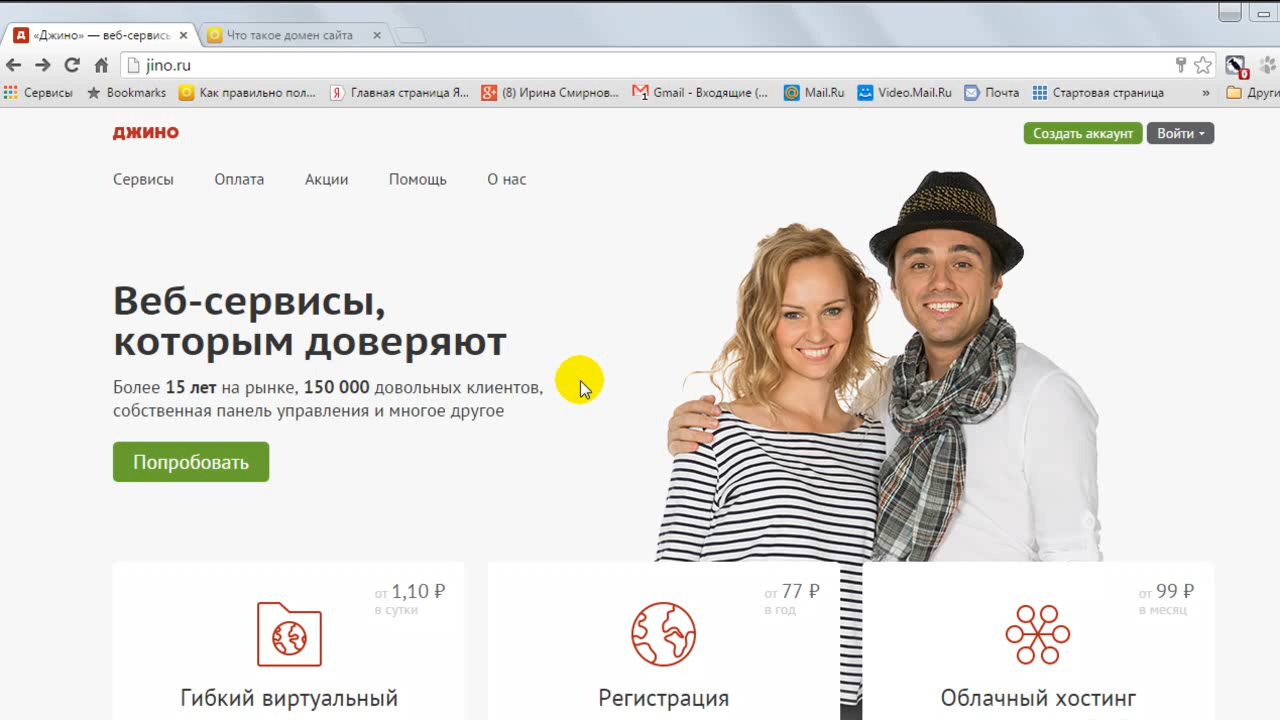 «Джино» — веб-сервисы
Что такое домен сайта
jino.ru
Сервисы
Bookmarks
Как правильно пол...
Главная страница Я...
(8) Ирина Смирнов...
Gmail - Входящие (...
Mail.Ru
Video.Mail.Ru
Почта
Стартовая страница
»
Други
джино
Создать аккаунт
Войти
Сервисы
Оплата
Акции
Помощь
О нас
Веб-сервисы,
которым доверяют
Более 15 лет на рынке, 150 000 довольных клиентов,
собственная панель управления и многое другое
Попробовать
от 1,10 ₽
в сутки
Гибкий виртуальный
от 77 ₽
в год
Регистрация
от 99 ₽
в месяц
Облачный хостинг